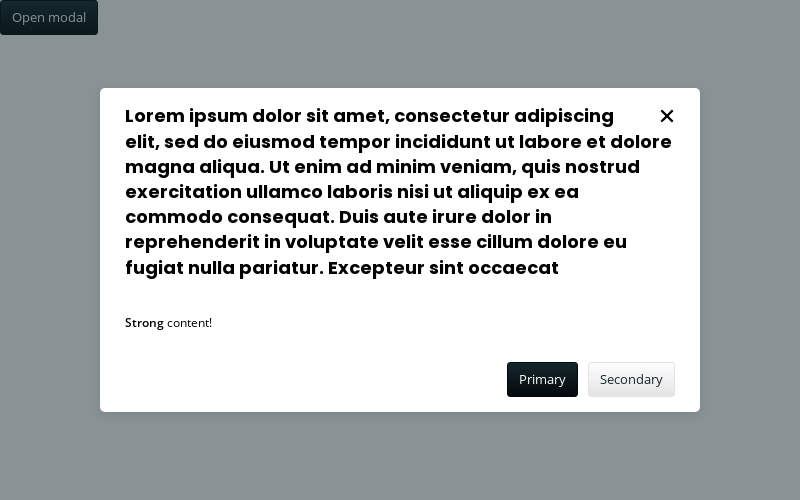 Open modal
Lorem ipsum dolor sit amet, consectetur adipiscing
elit, sed do eiusmod tempor incididunt ut labore et dolore
magna aliqua. Ut enim ad minim veniam, quis nostrud
exercitation ullamco laboris nisi ut aliquip ex ea
commodo consequat. Duis aute irure dolor in
reprehenderit in voluptate velit esse cillum dolore eu
fugiat nulla pariatur. Excepteur sint occaecat
Strong content!
Primary Secondary